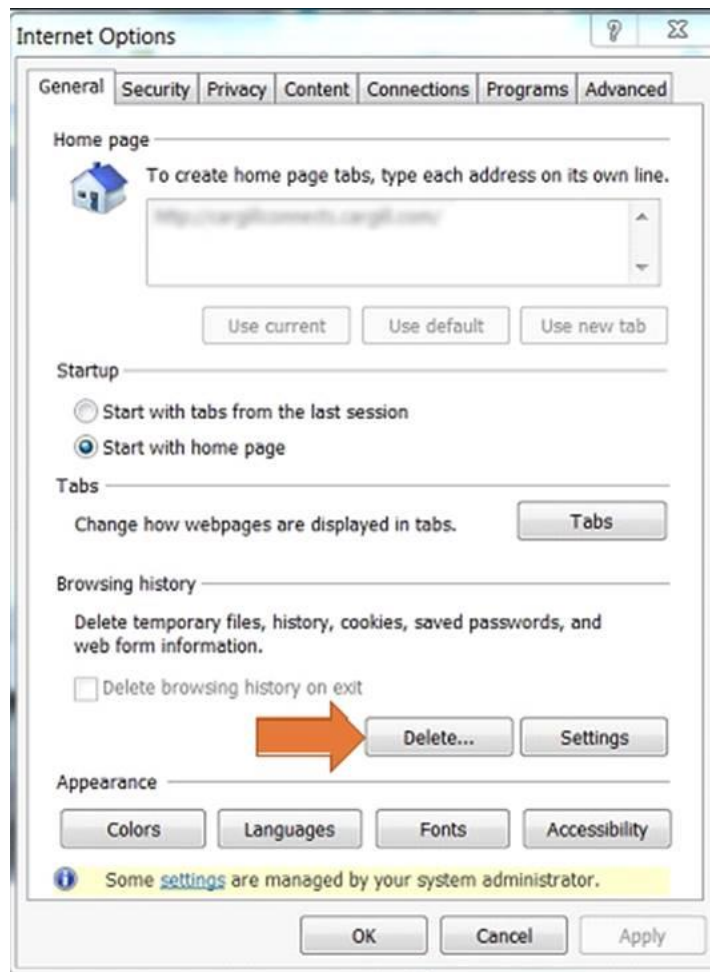 Internet Options
General Security Privacy Content Connections Programs Advanced
Home page
To create home page tabs, type each address on its own line.
Use current Use default Use new tab
Startup
Start with tabs from the last session
Start with home page
Tabs
Change how webpages are displayed in tabs.
Tabs
Browsing history
Delete temporary files, history, cookies, saved passwords, and
web form information.
Delete browsing history on exit
Delete... Settings
Appearance
Colors Languages Fonts Accessibility
Some settings are managed by your system administrator.
OK Cancel Apply